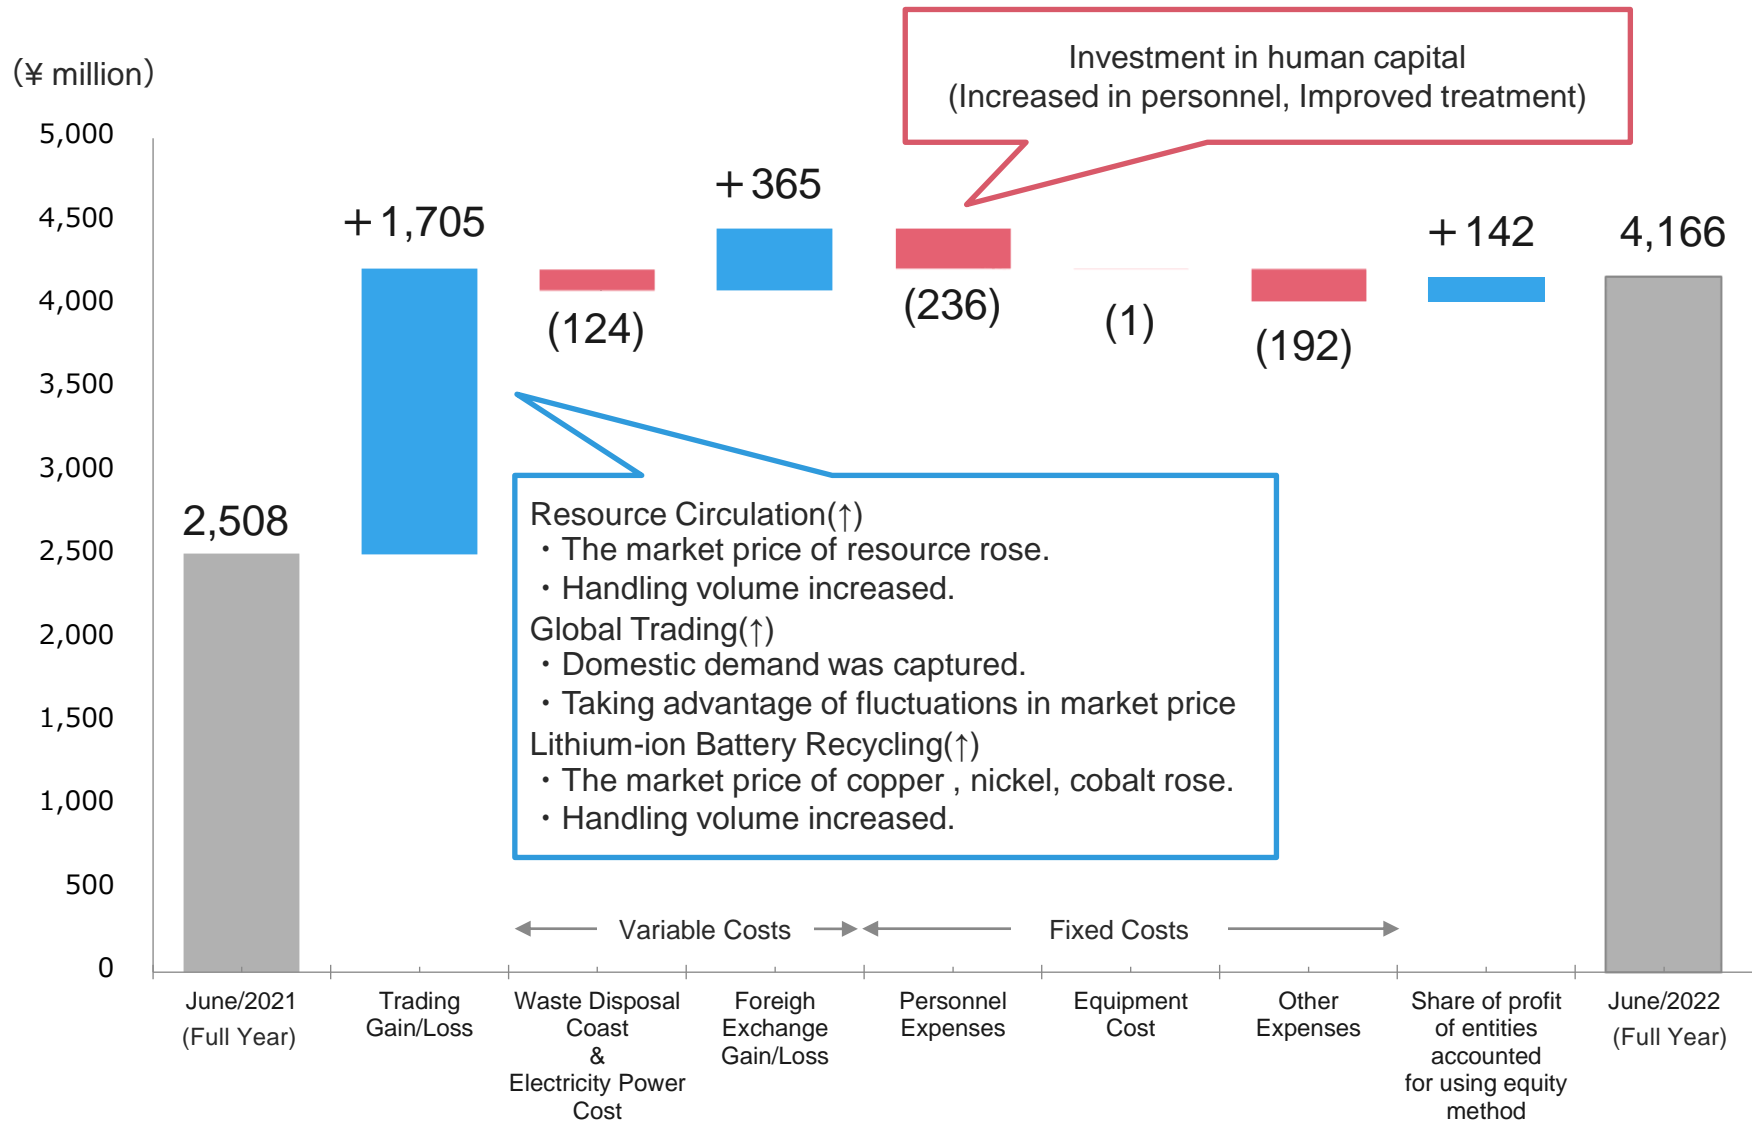 (¥ million)
Investment in human capital
(Increased in personnel, Improved treatment)
5,000
4,500
4,000
3,500
3,000
2,500
2,000
1,500
1,000
500
0
2,508
+1,705
(124)
+365
(236)
(1)
(192)
+142
4,166
Resource Circulation(↑)
・The market price of resource rose.
・Handling volume increased.
Global Trading(↑)
・Domestic demand was captured.
・Taking advantage of fluctuations in market price
Lithium-ion Battery Recycling(↑)
・The market price of copper , nickel, cobalt rose.
・Handling volume increased.
Variable Costs
Fixed Costs
June/2021
(Full Year)
Trading
Gain/Loss
Waste Disposal
Coast
&
Electricity Power
Cost
Foreigh
Exchange
Gain/Loss
Personnel
Expenses
Equipment
Cost
Other
Expenses
Share of profit
of entities
accounted
for using equity
method
June/2022
(Full Year)